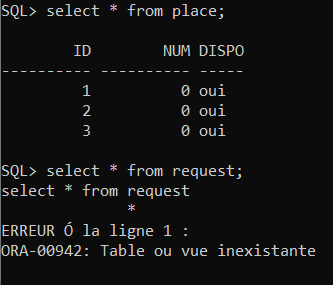 SQL> select * from place;
ID NUM DISPO
---------- ---------- -----
1 0 oui
2 0 oui
3 0 oui
SQL> select * from request;
select * from request
*
ERREUR Ó la ligne 1 :
ORA-00942: Table ou vue inexistante